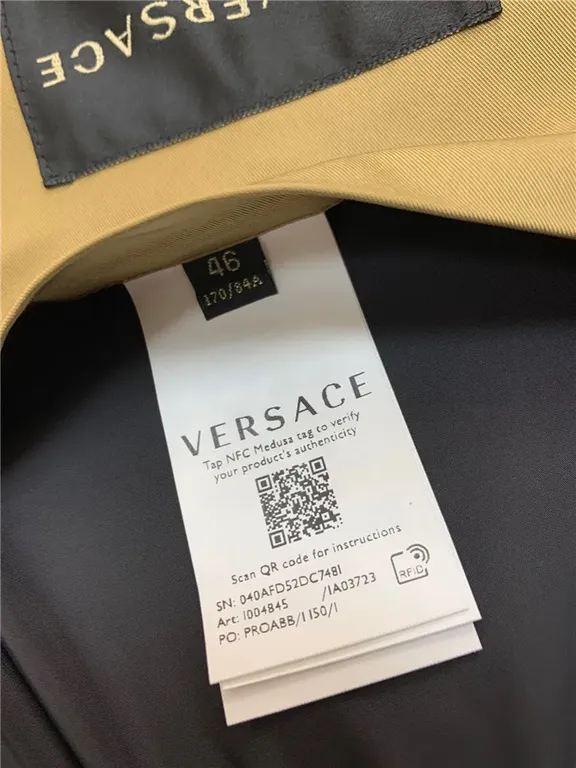 VERSACE
46
170/84A
VERSACE
Tap NFC Medusa tag to verify
your product's authenticity
Scan QR code for instructions
SN: 040AFD52DC7481
Art: 1004845 /1A03723
PO: PROABB/1150/1
RFID